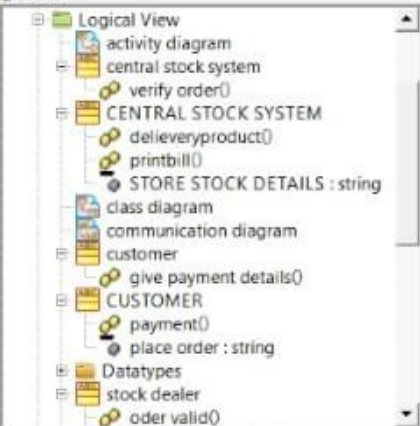 Logical View
activity diagram
central stock system
verify order()
CENTRAL STOCK SYSTEM
delieveryproduct()
printbill()
STORE STOCK DETAILS : string
class diagram
communication diagram
customer
give payment details()
CUSTOMER
payment()
place order : string
Datatypes
stock dealer
oder valid()